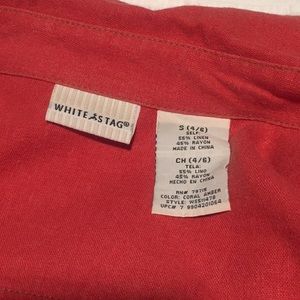 WHITE STAG®
S (4/6)
SELF:
55% LINEN
45% RAYON
MADE IN CHINA
CH (4/6)
TELA:
55% LINO
45% RAYON
HECHO EN CHINA
COLOR: CORAL AMBER